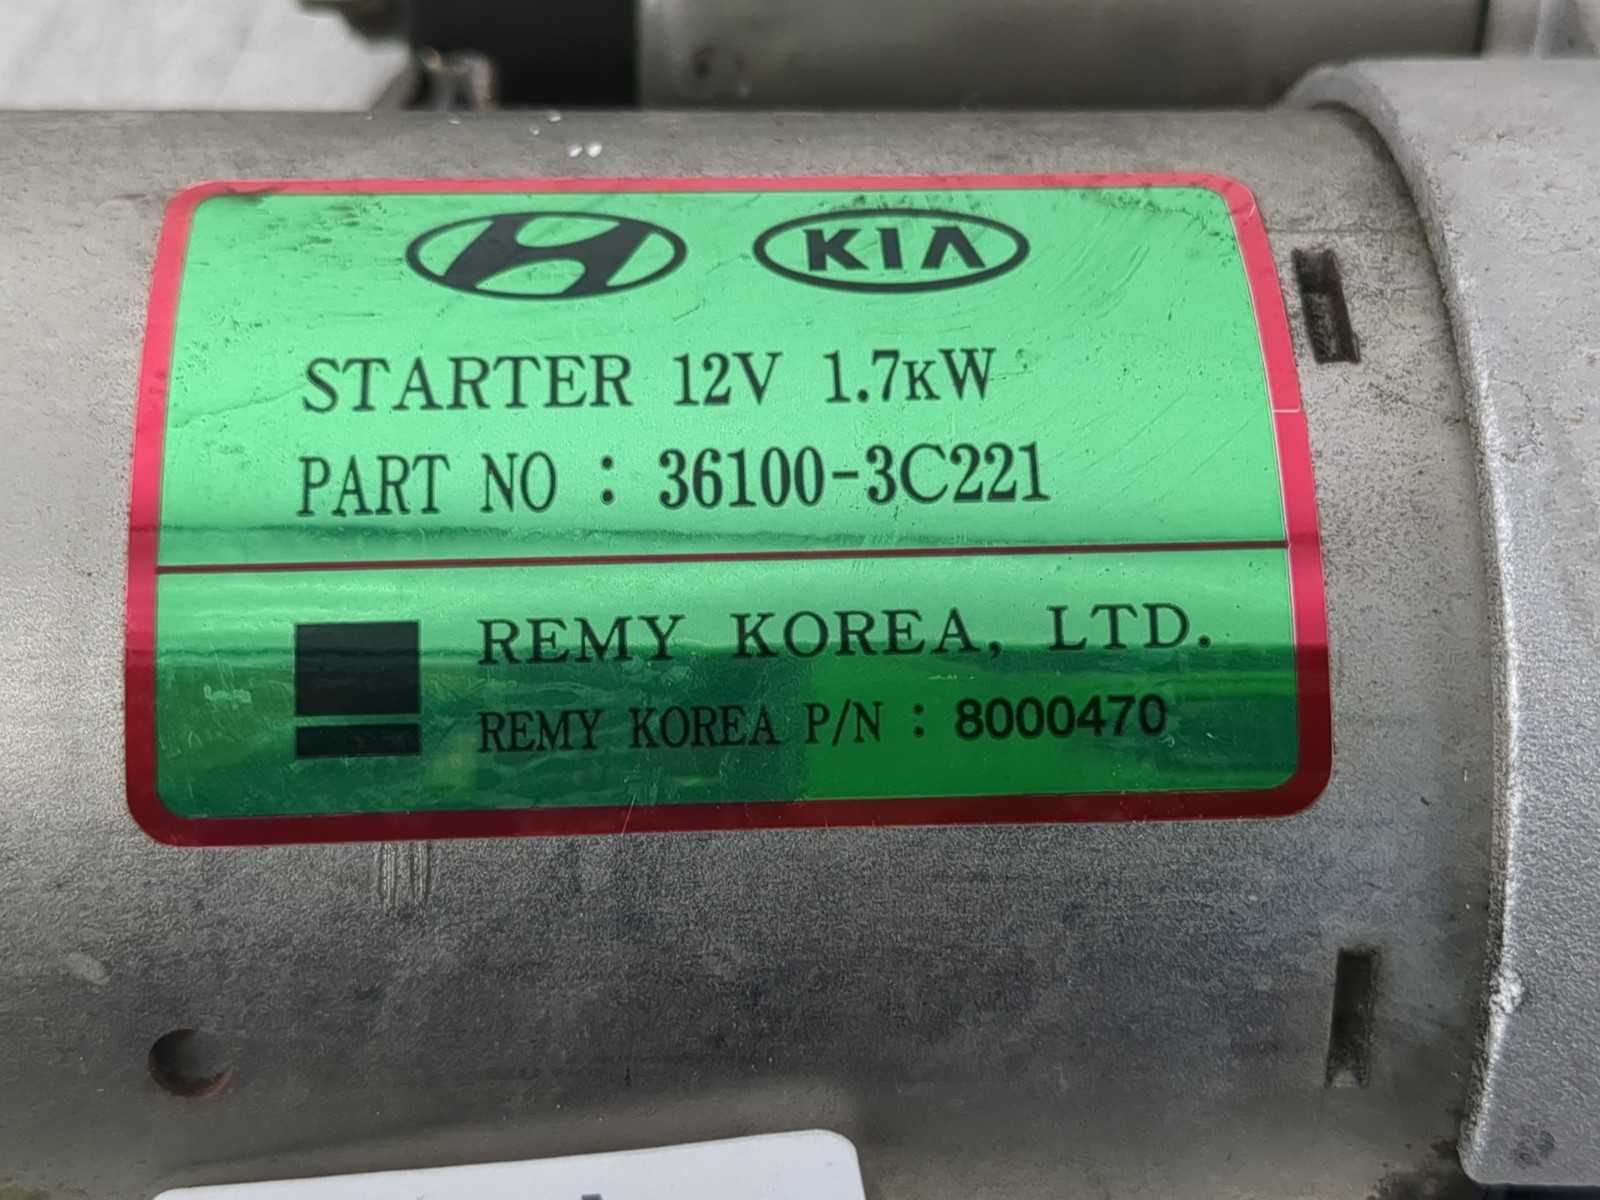 KIA
STARTER 12V 1.7KW
PART NO : 36100-3C221
REMY KOREA, LTD.
REMY KOREA P/N : 8000470